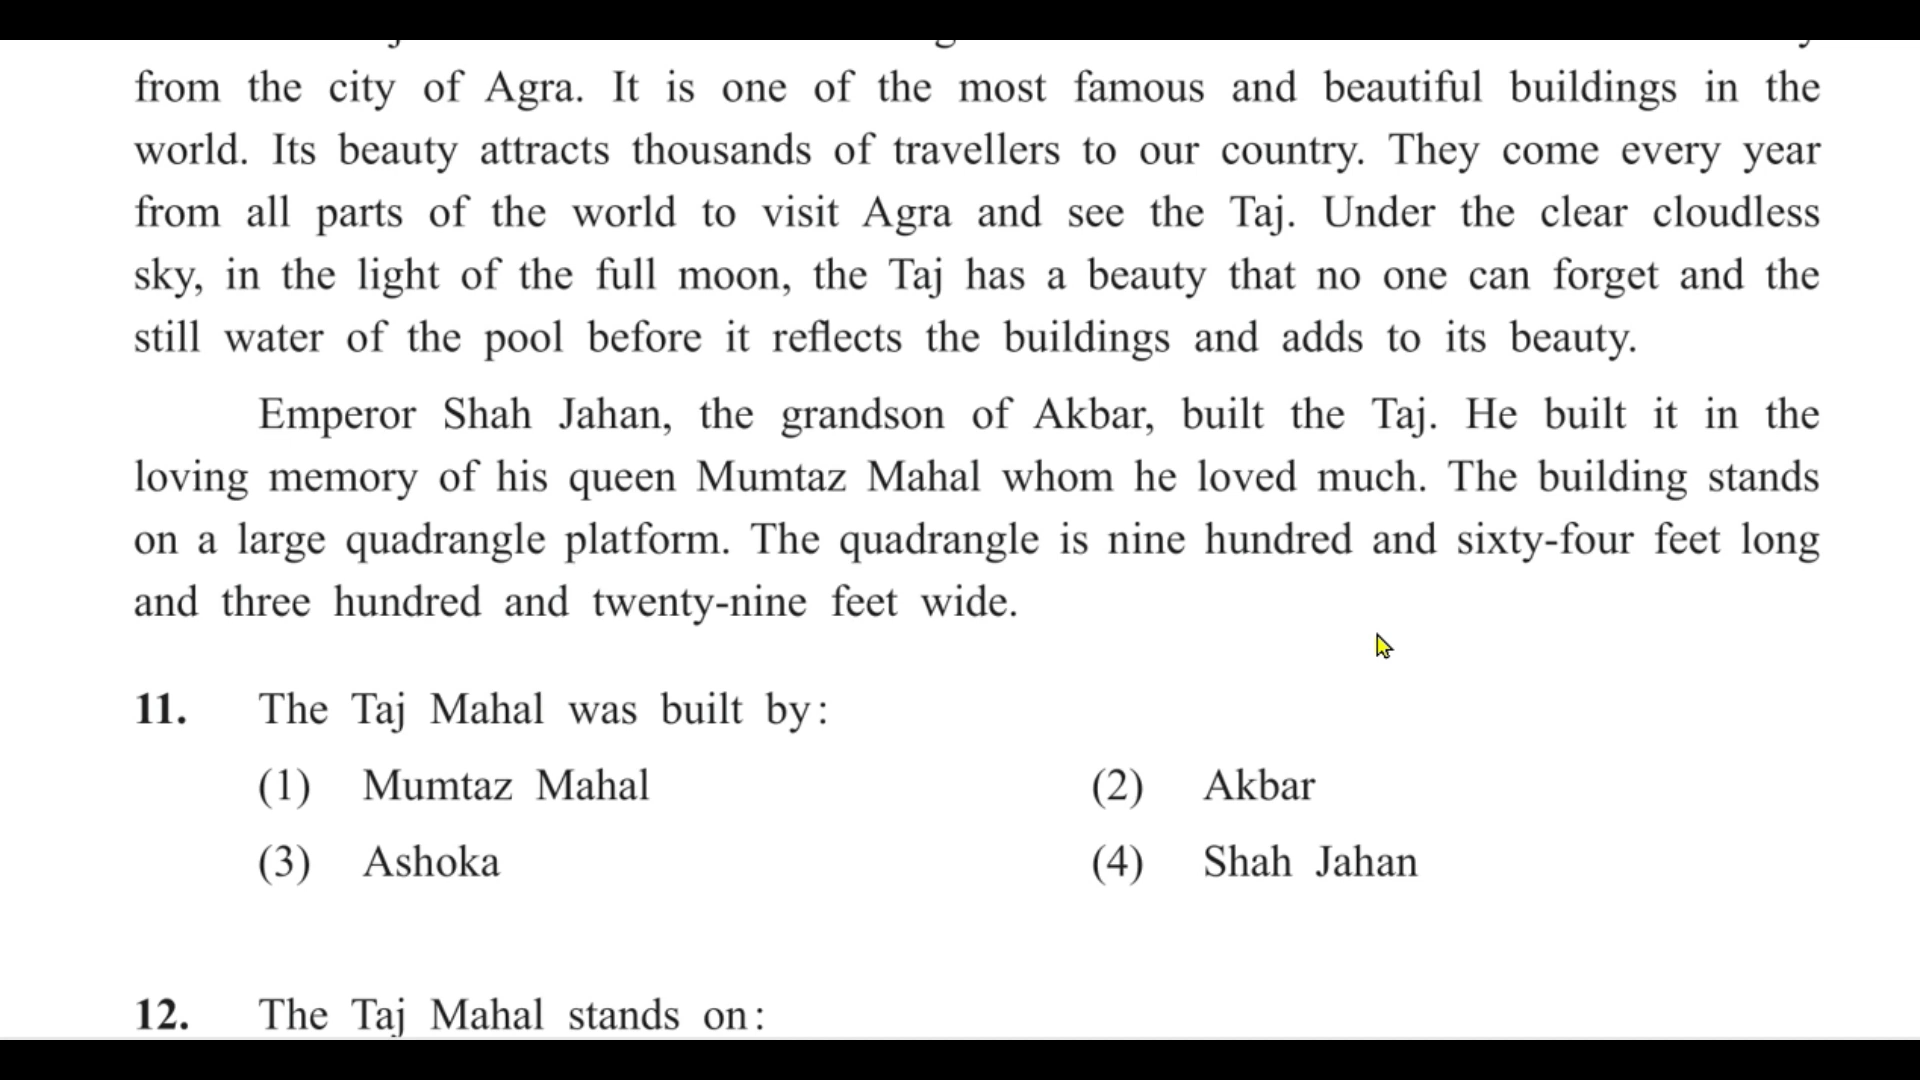 from the city of Agra. It is one of the most famous and beautiful buildings in the
world. Its beauty attracts thousands of travellers to our country. They come every year
from all parts of the world to visit Agra and see the Taj. Under the clear cloudless
sky, in the light of the full moon, the Taj has a beauty that no one can forget and the
still water of the pool before it reflects the buildings and adds to its beauty.
Emperor Shah Jahan, the grandson of Akbar, built the Taj. He built it in the
loving memory of his queen Mumtaz Mahal whom he loved much. The building stands
on a large quadrangle platform. The quadrangle is nine hundred and sixty-four feet long
and three hundred and twenty-nine feet wide.
11. The Taj Mahal was built by:
(1) Mumtaz Mahal (2) Akbar
(3) Ashoka (4) Shah Jahan
12. The Taj Mahal stands on: